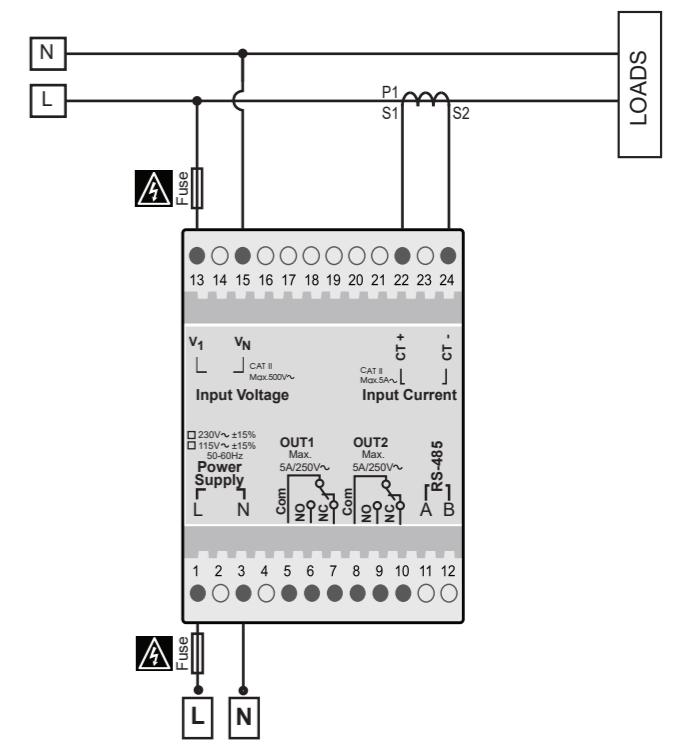 N
L
P1
S1
S2
LOADS
Fuse
13 14 15 16 17 18 19 20 21 22 23 24
V1
VN
CAT II
Max.500V~
Input Voltage
CT +
CT -
CAT II
Max.5A~
Input Current
230V~ ±15%
115V~ ±15%
50-60Hz
Power
Supply
L
N
OUT1
Max.
5A/250V~
Com
NO
NC
OUT2
Max.
5A/250V~
Com
NO
NC
RS-485
A B
1 2 3 4 5 6 7 8 9 10 11 12
Fuse
L
N